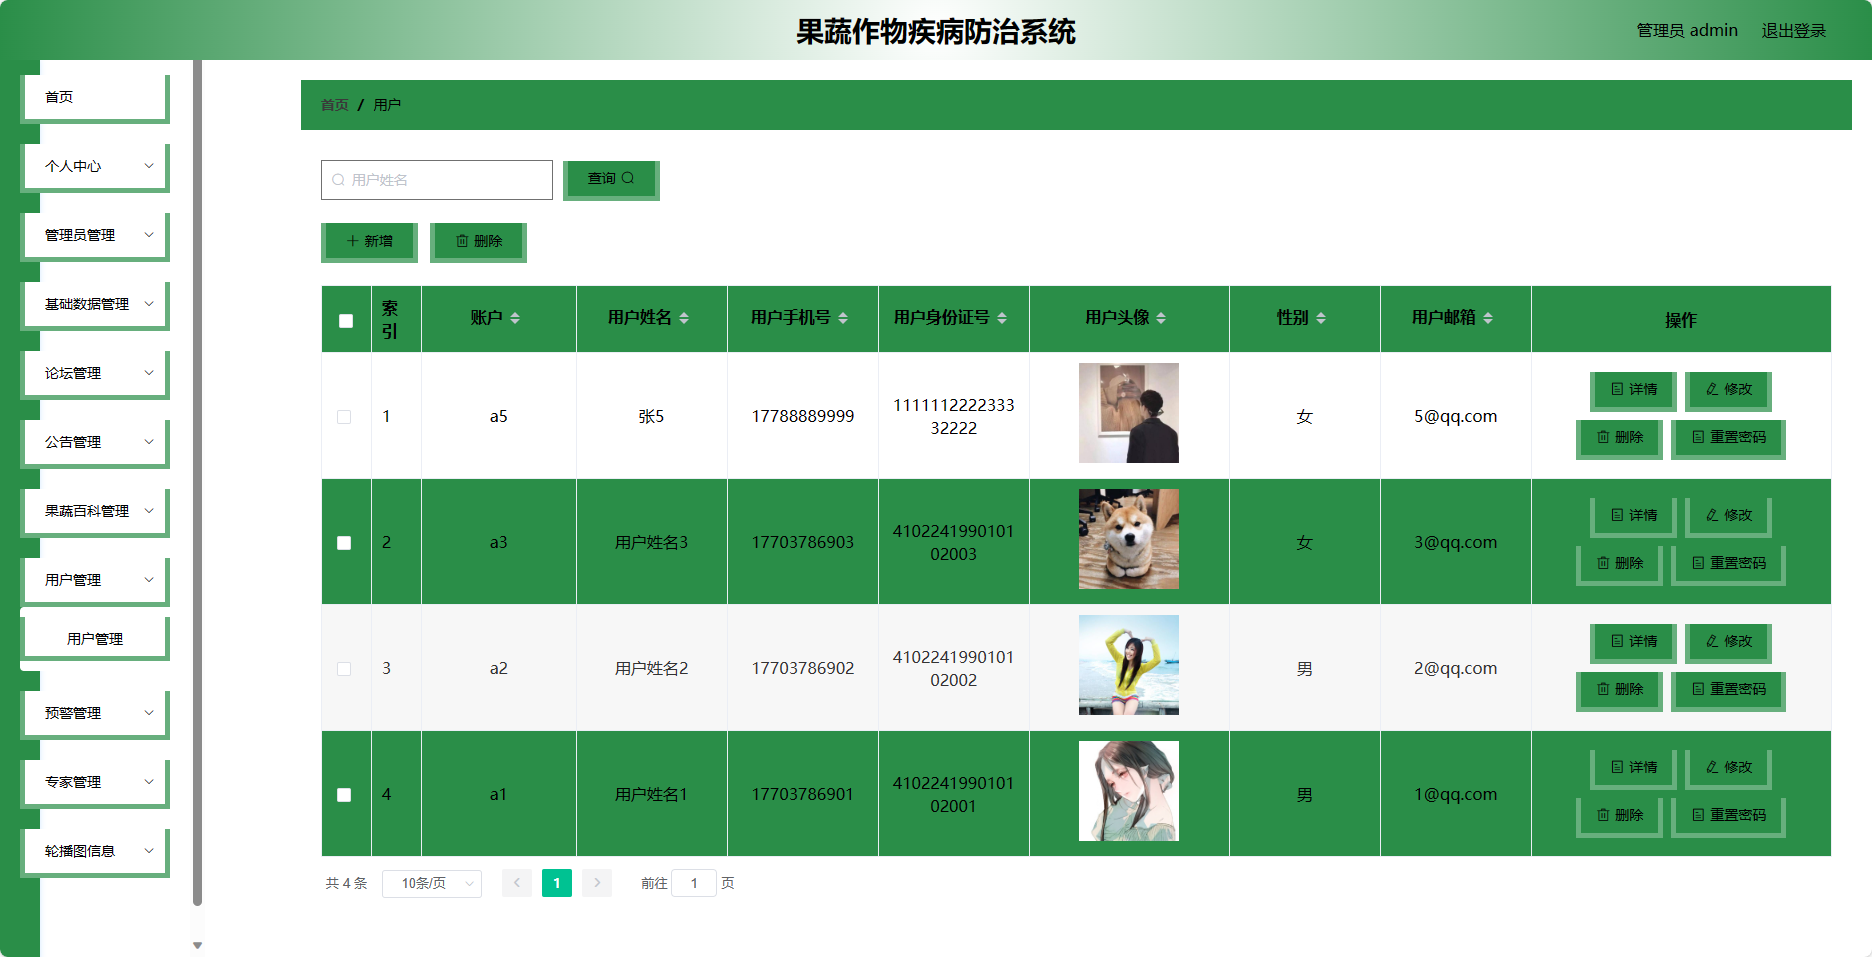 果蔬作物疾病防治系统
管理员 admin 退出登录
首页
个人中心
管理员管理
基础数据管理
论坛管理
公告管理
果蔬百科管理
用户管理
用户管理
预警管理
专家管理
轮播图信息
首页 / 用户
用户姓名 查询
新增 删除
索引 账户 用户姓名 用户手机号 用户身份证号 用户头像 性别 用户邮箱 操作
1 a5 张5 17788889999 111111222233332222 女 5@qq.com 详情 修改 删除 重置密码
2 a3 用户姓名3 17703786903 410224199010102003 女 3@qq.com 详情 修改 删除 重置密码
3 a2 用户姓名2 17703786902 410224199010102002 男 2@qq.com 详情 修改 删除 重置密码
4 a1 用户姓名1 17703786901 410224199010102001 男 1@qq.com 详情 修改 删除 重置密码
共 4 条 10条/页 1 前往 1 页